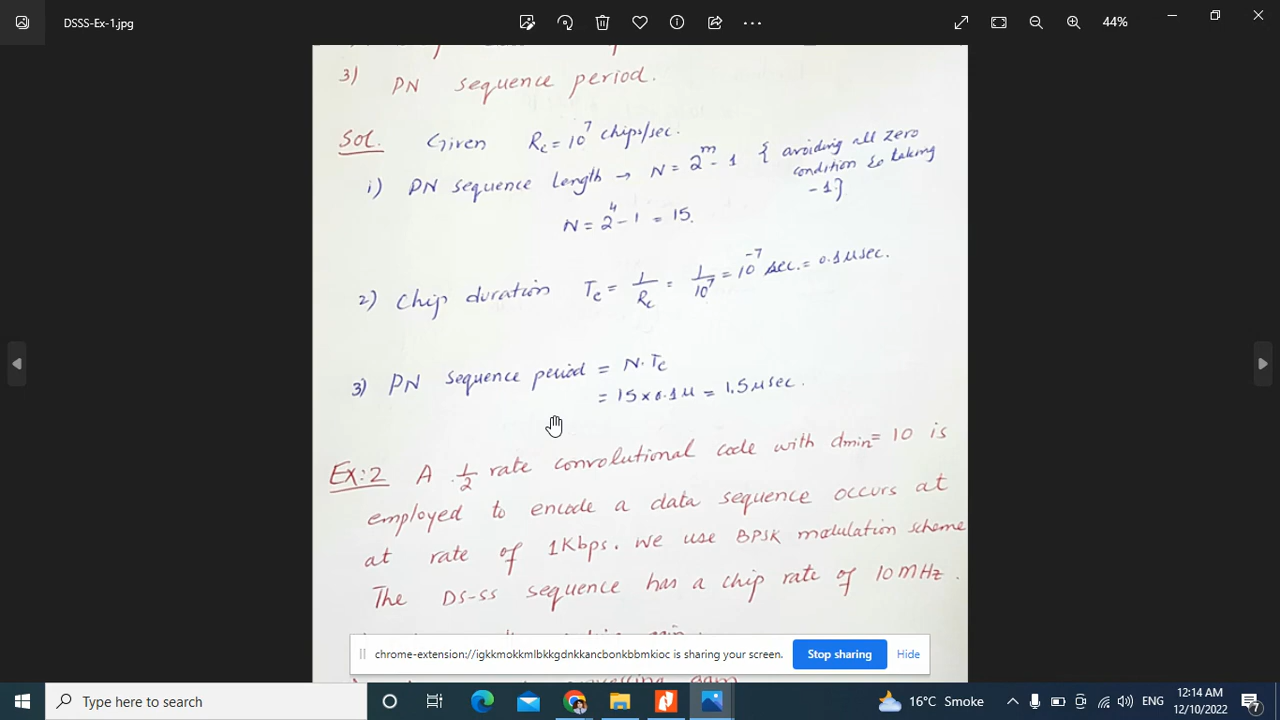 DSSS-Ex-1.jpg
44%
3) PN sequence period.
Sol. Given Rc = 10^7 chips/sec.
1) PN sequence length → N = 2^m - 1 { avoiding all zero
condition so taking
- 1 }
N = 2^4 - 1 = 15.
2) Chip duration Tc = 1/Rc = 1/10^7 = 10^-7 sec. = 0.1 μsec.
3) PN sequence period = N. Tc
= 15 x 0.1μ = 1.5 μsec.
Ex:2 A 1/2 rate convolutional code with dmin = 10 is
employed to encode a data sequence occurs at
at rate of 1Kbps. We use BPSK modulation scheme
The DS-SS sequence has a chip rate of 10 MHz.
chrome-extension://igkkmokkmlbkkgdnkkancbonkbbmkioc is sharing your screen.
Stop sharing
Hide
Type here to search
16°C Smoke
ENG
12:14 AM
12/10/2022
7